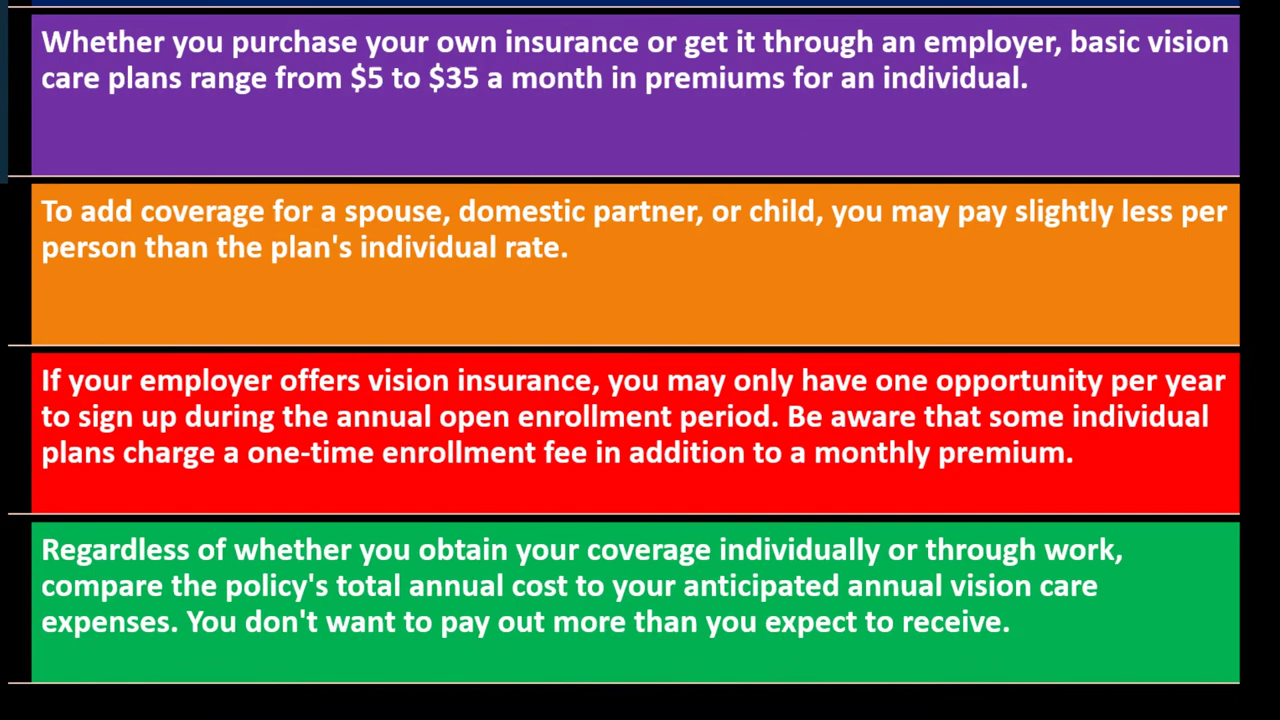 Whether you purchase your own insurance or get it through an employer, basic vision
care plans range from $5 to $35 a month in premiums for an individual.
To add coverage for a spouse, domestic partner, or child, you may pay slightly less per
person than the plan's individual rate.
If your employer offers vision insurance, you may only have one opportunity per year
to sign up during the annual open enrollment period. Be aware that some individual
plans charge a one-time enrollment fee in addition to a monthly premium.
Regardless of whether you obtain your coverage individually or through work,
compare the policy's total annual cost to your anticipated annual vision care
expenses. You don't want to pay out more than you expect to receive.